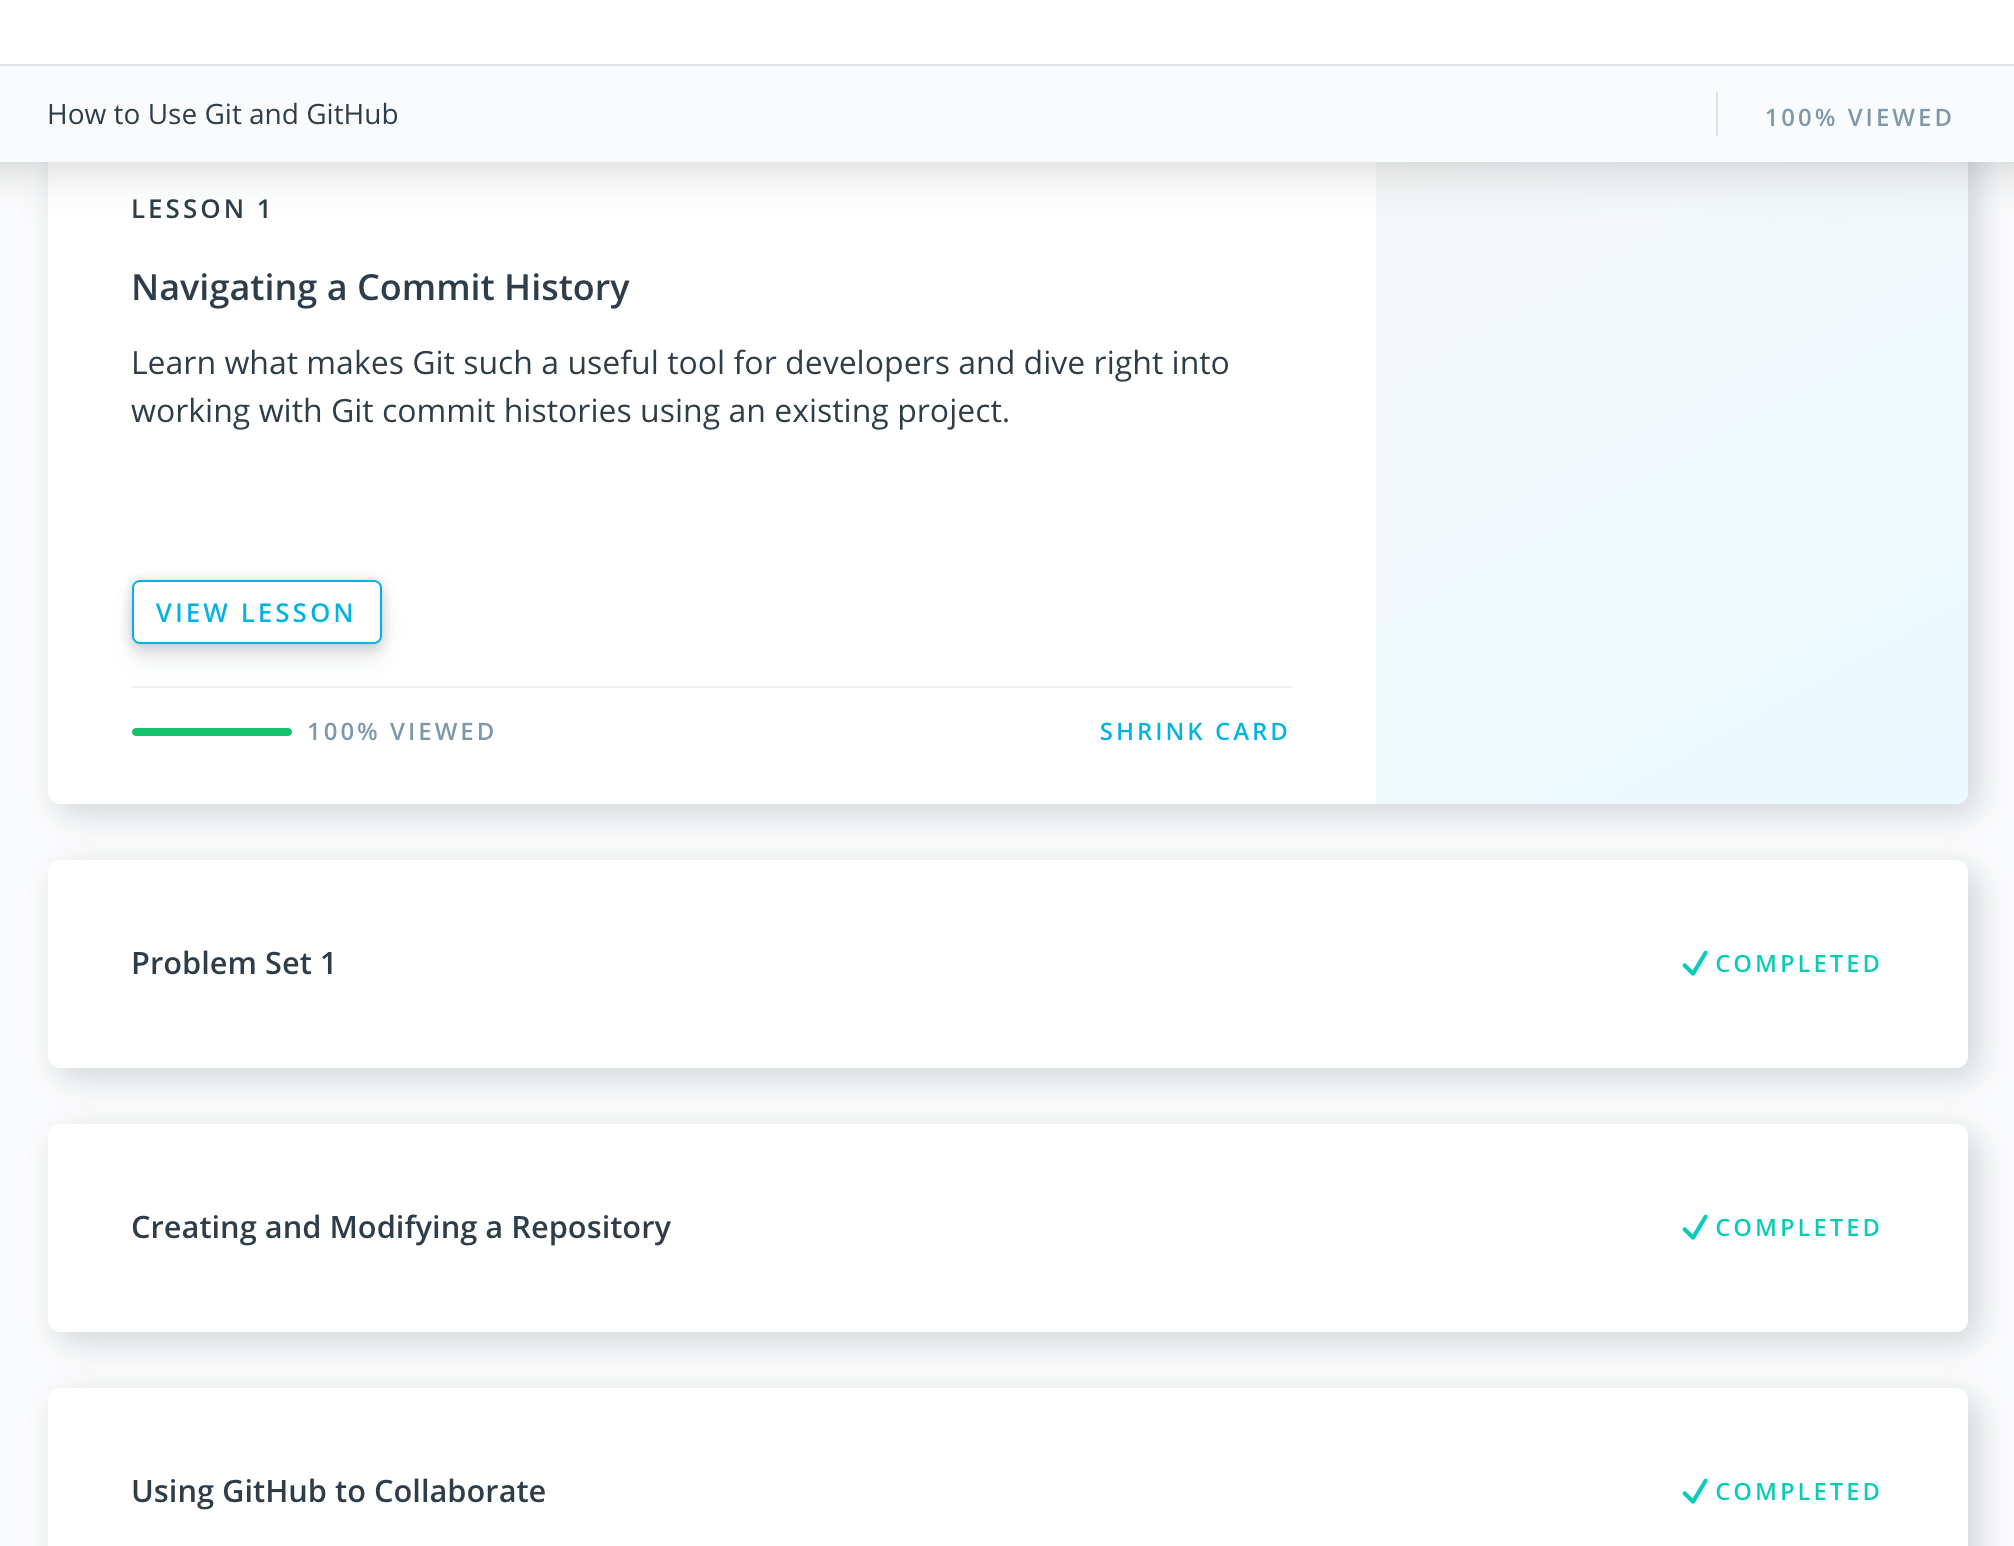 How to Use Git and GitHub
100% VIEWED
LESSON 1
Navigating a Commit History
Learn what makes Git such a useful tool for developers and dive right into
working with Git commit histories using an existing project.
VIEW LESSON
100% VIEWED
SHRINK CARD
Problem Set 1
COMPLETED
Creating and Modifying a Repository
COMPLETED
Using GitHub to Collaborate
COMPLETED